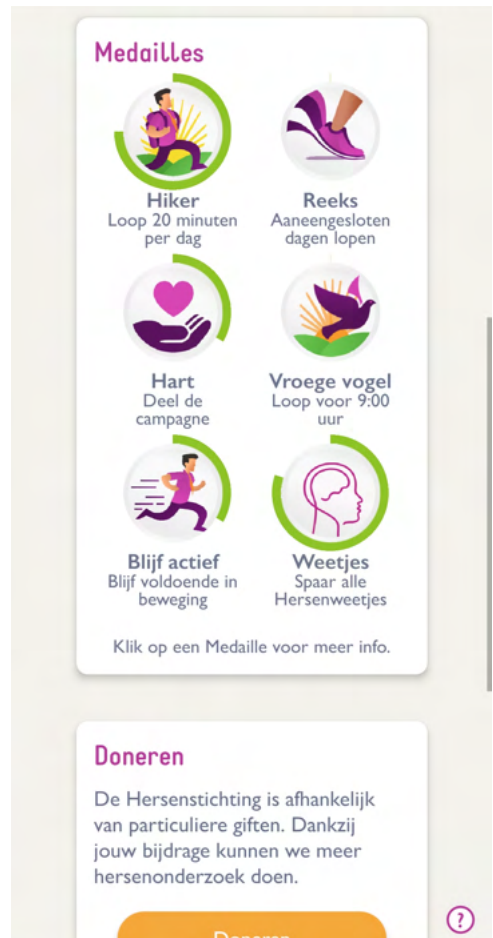 Medailles
Hiker
Loop 20 minuten
per dag
Reeks
Aaneengesloten
dagen lopen
Hart
Deel de
campagne
Vroege vogel
Loop voor 9:00
uur
Blijf actief
Blijf voldoende in
beweging
Weetjes
Spaar alle
Hersenweetjes
Klik op een Medaille voor meer info.
Doneren
De Hersenstichting is afhankelijk
van particuliere giften. Dankzij
jouw bijdrage kunnen we meer
hersenonderzoek doen.
Doneren
?